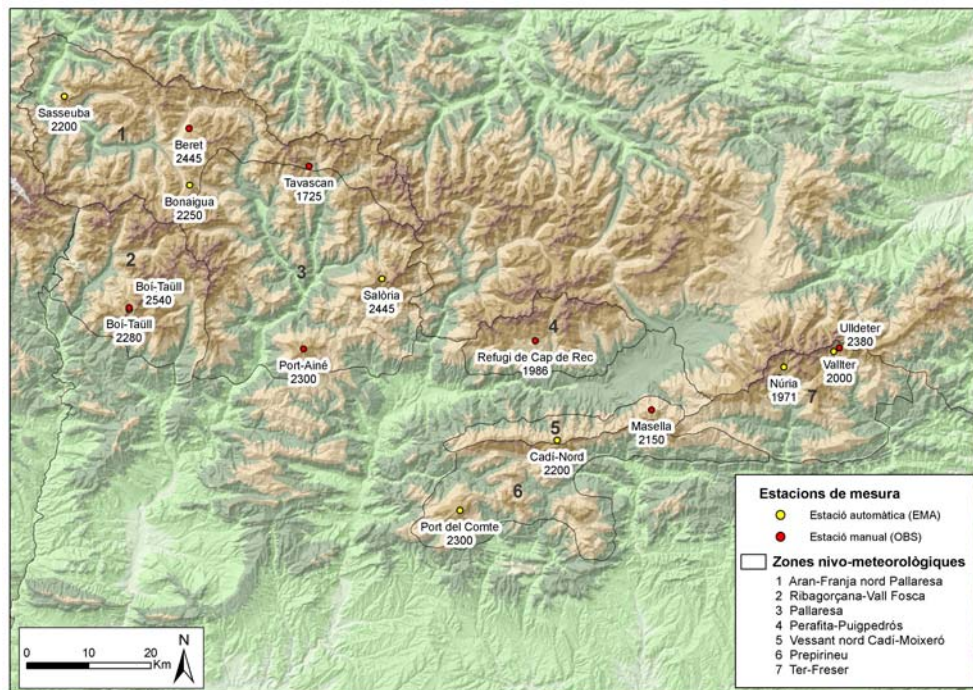 Sasseuba
2200
1
Beret
2445
Tavascan
1725
Bonaigua
2250
2
Boí-Taüll
2540
3
Salòria
2445
Boí-Taüll
2280
4
Port-Ainé
2300
Refugi de Cap de Rec
1986
Ulldeter
2380
Vallter
2000
Núria
1971
7
Masella
2150
5
Cadí-Nord
2200
6
Port del Comte
2300
Estacions de mesura
Estació automàtica (EMA)
Estació manual (OBS)
Zones nivo-meteorològiques
1 Aran-Franja nord Pallaresa
2 Ribagorçana-Vall Fosca
3 Pallaresa
4 Perafita-Puigpedrós
5 Vessant nord Cadí-Moixeró
6 Prepirineu
7 Ter-Freser
0 10 20
Km
N